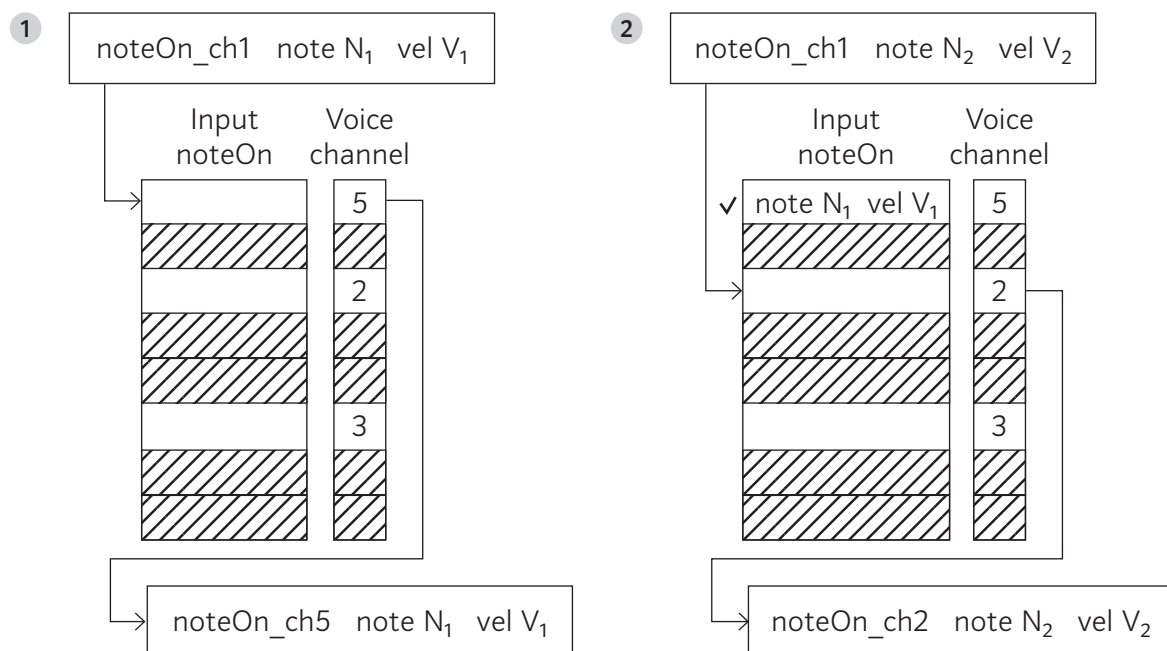 1
noteOn_ch1 note N₁ vel V₁
Input noteOn
Voice channel
5
2
3
noteOn_ch5 note N₁ vel V₁
2
noteOn_ch1 note N₂ vel V₂
Input noteOn
Voice channel
✓ note N₁ vel V₁
5
2
3
noteOn_ch2 note N₂ vel V₂